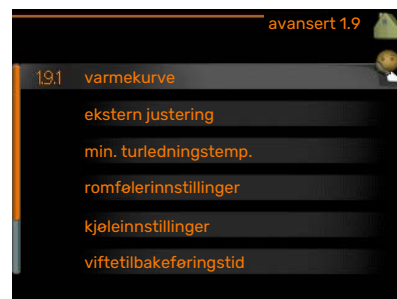 avansert 1.9
1.9.1 varmekurve
ekstern justering
min. turledningstemp.
romfølerinnstillinger
kjøleinnstillinger
viftetilbakeføringstid